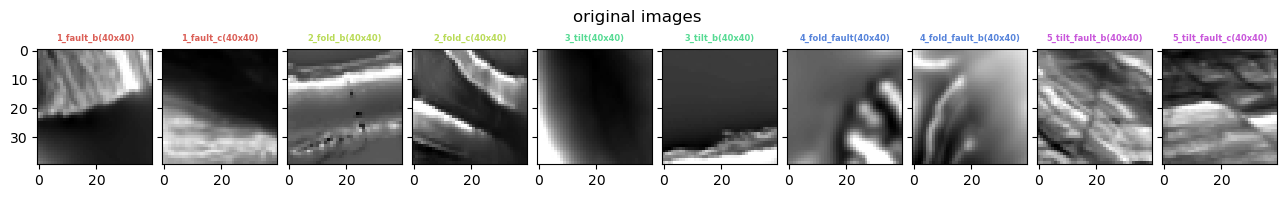 original images
1_fault_b(40x40) 1_fault_c(40x40) 2_fold_b(40x40) 2_fold_c(40x40) 3_tilt(40x40) 3_tilt_b(40x40) 4_fold_fault(40x40) 4_fold_fault_b(40x40) 5_tilt_fault_b(40x40) 5_tilt_fault_c(40x40)
0
10
20
30
0 20 0 20 0 20 0 20 0 20 0 20 0 20 0 20 0 20 0 20